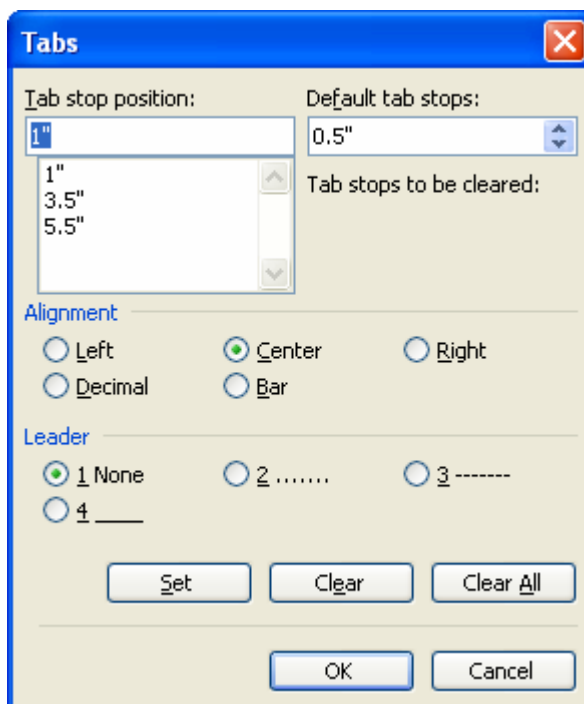 Tabs
Tab stop position:
Default tab stops:
1"
0.5"
1"
3.5"
5.5"
Tab stops to be cleared:
Alignment
Left
Center
Right
Decimal
Bar
Leader
1 None
2 .......
3 -------
4 ____
Set
Clear
Clear All
OK
Cancel